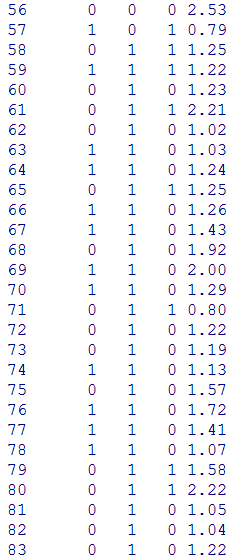 56 0 0 0 2.53
57 1 0 1 0.79
58 0 1 1 1.25
59 1 1 1 1.22
60 0 1 0 1.23
61 0 1 1 2.21
62 0 1 0 1.02
63 1 1 0 1.03
64 1 1 0 1.24
65 0 1 1 1.25
66 1 1 0 1.26
67 1 1 0 1.43
68 0 1 0 1.92
69 1 1 0 2.00
70 1 1 0 1.29
71 0 1 1 0.80
72 0 1 0 1.22
73 0 1 0 1.19
74 1 1 0 1.13
75 0 1 0 1.57
76 1 1 0 1.72
77 1 1 0 1.41
78 1 1 0 1.07
79 0 1 1 1.58
80 0 1 1 2.22
81 0 1 0 1.05
82 0 1 0 1.04
83 0 1 0 1.22